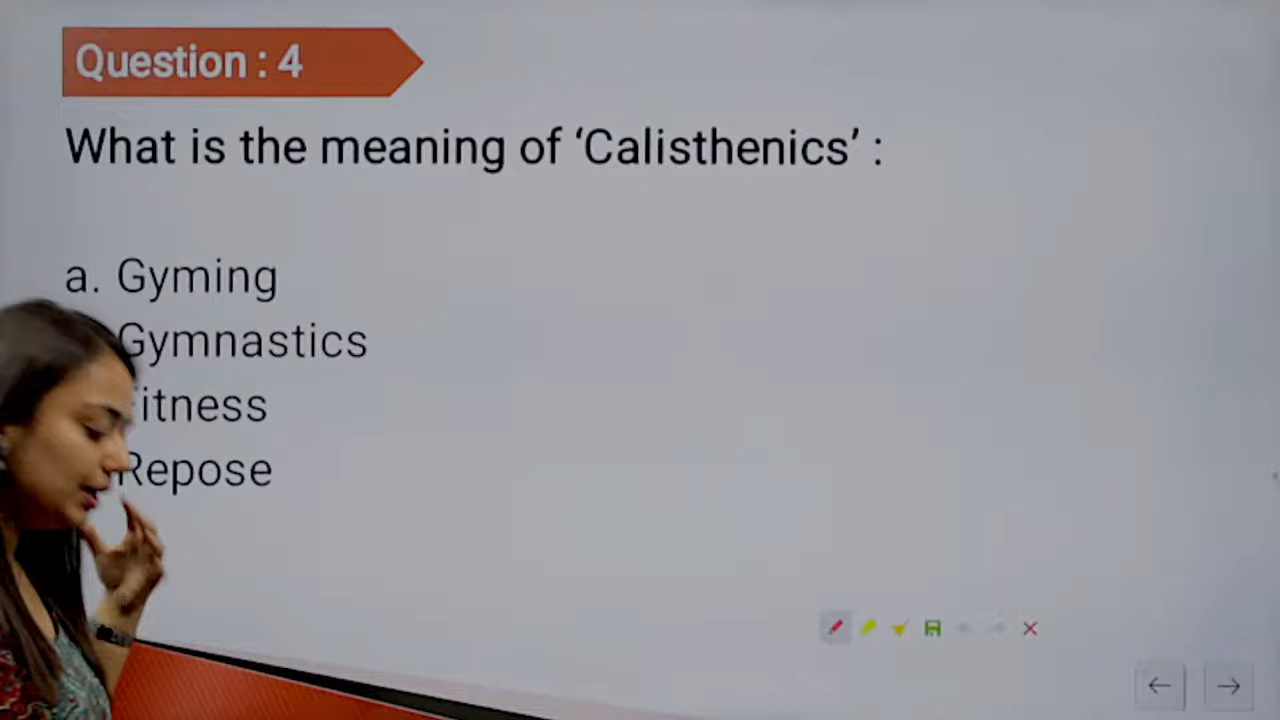 Question : 4
What is the meaning of ‘Calisthenics’ :
a. Gyming
Gymnastics
itness
Repose